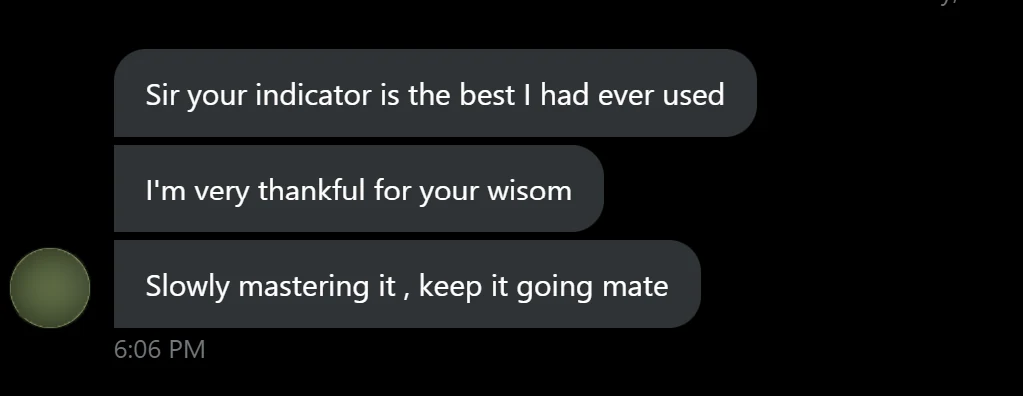 Sir your indicator is the best I had ever used
I'm very thankful for your wisom
Slowly mastering it , keep it going mate
6:06 PM